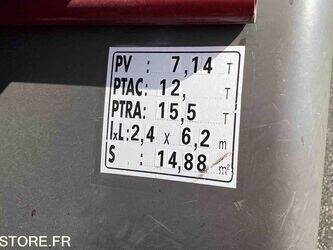 PV : 7,14 T
PTAC: 12, T
PTRA: 15,5 T
lxL: 2,4 x 6,2 m
S : 14,88 m²
STORE.FR